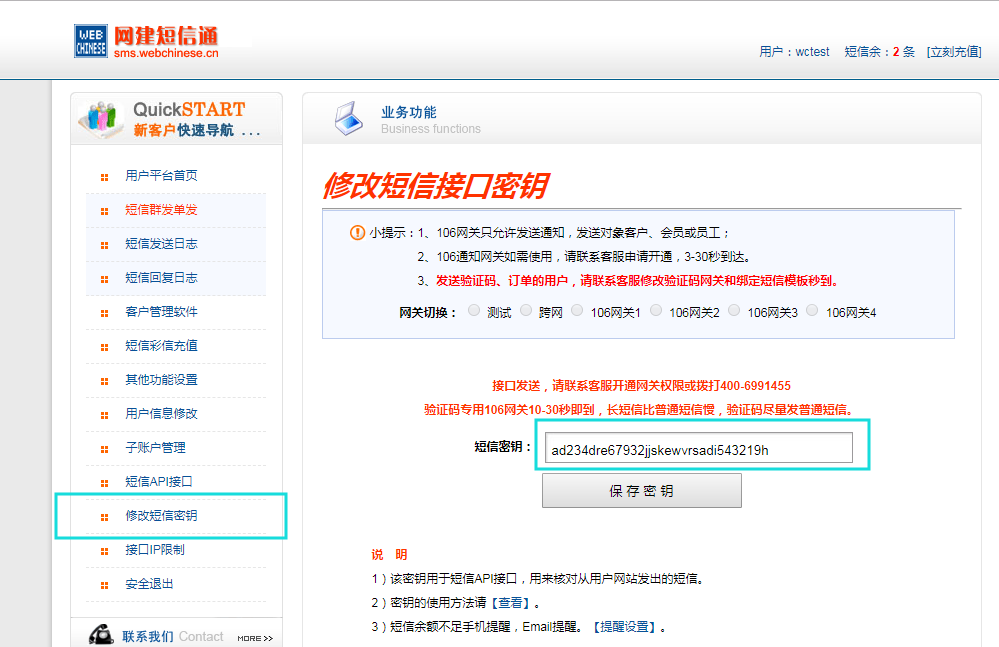 WEB CHINESE 网建短信通
sms.webchinese.cn
用户：wctest 短信余：2 条 [立刻充值]
QuickSTART
新客户快速导航 ...
用户平台首页
短信群发单发
短信发送日志
短信回复日志
客户管理软件
短信彩信充值
其他功能设置
用户信息修改
子账户管理
短信API接口
修改短信密钥
接口IP限制
安全退出
联系我们 Contact MORE >>
业务功能
Business functions
修改短信接口密钥
小提示：1、106网关只允许发送通知，发送对象客户、会员或员工；
2、106通知网关如需使用，请联系客服申请开通，3-30秒到达。
3、发送验证码、订单的用户，请联系客服修改验证码网关和绑定短信模板秒到。
网关切换： 测试 跨网 106网关1 106网关2 106网关3 106网关4
接口发送，请联系客服开通网关权限或拨打400-6991455
验证码专用106网关10-30秒即到，长短信比普通短信慢，验证码尽量发普通短信。
短信密钥： ad234dre67932jjskewvrsadi543219h
保 存 密 钥
说 明
1）该密钥用于短信API接口，用来核对从用户网站发出的短信。
2）密钥的使用方法请【查看】。
3）短信余额不足手机提醒，Email提醒。【提醒设置】。